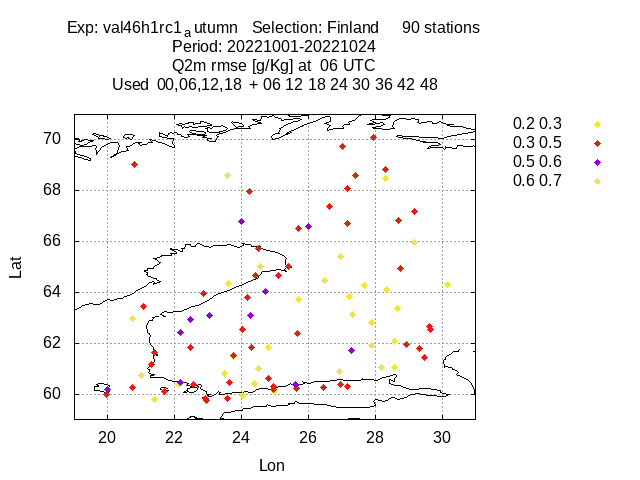 Exp: val46h1rc1autumn   Selection: Finland     90 stations
Period: 20221001-20221024
Q2m rmse [g/Kg] at  06 UTC
Used  00,06,12,18  + 06 12 18 24 30 36 42 48
0.2 0.3
0.3 0.5
0.5 0.6
0.6 0.7
70
68
66
64
62
60
Lat
20 22 24 26 28 30
Lon